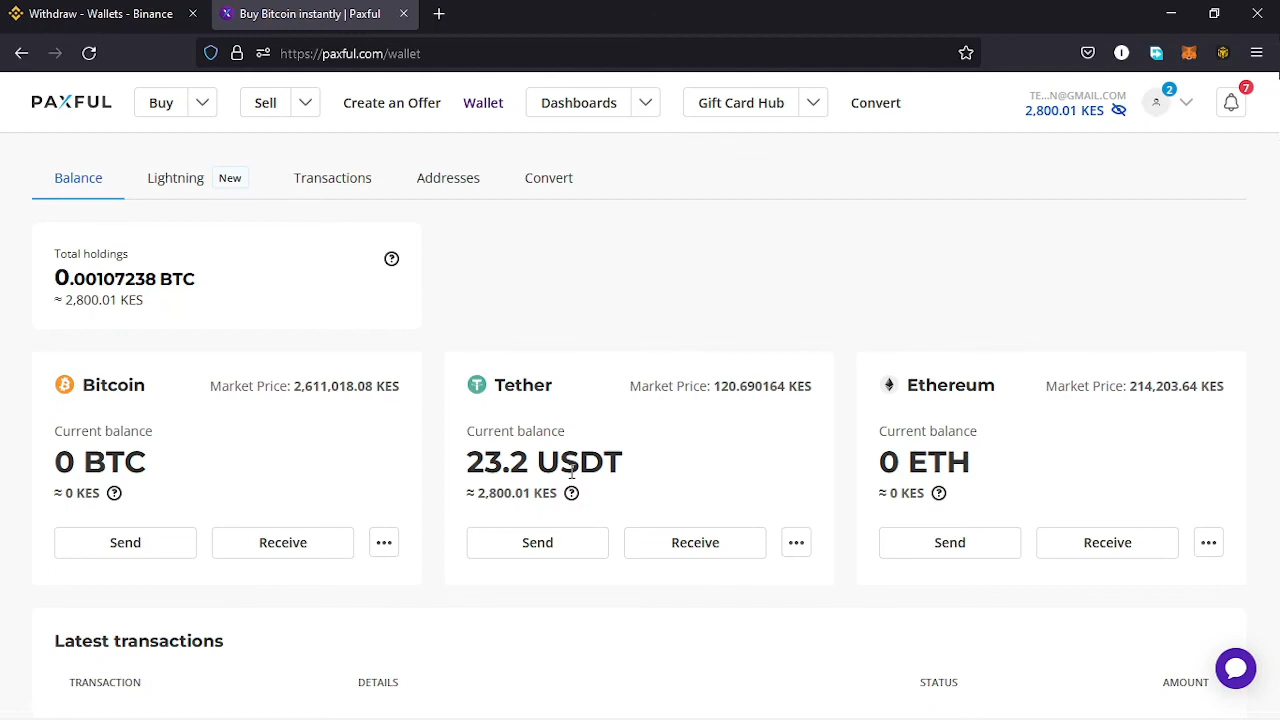 Withdraw - Wallets - Binance
Buy Bitcoin instantly | Paxful
https://paxful.com/wallet
PAXFUL
Buy
Sell
Create an Offer
Wallet
Dashboards
Gift Card Hub
Convert
TE...N@GMAIL.COM
2,800.01 KES
2
7
Balance
Lightning New
Transactions
Addresses
Convert
Total holdings
0.00107238 BTC
≈ 2,800.01 KES
Bitcoin
Market Price: 2,611,018.08 KES
Current balance
0 BTC
≈ 0 KES
Send
Receive
Tether
Market Price: 120.690164 KES
Current balance
23.2 USDT
≈ 2,800.01 KES
Send
Receive
Ethereum
Market Price: 214,203.64 KES
Current balance
0 ETH
≈ 0 KES
Send
Receive
Latest transactions
TRANSACTION DETAILS STATUS AMOUNT